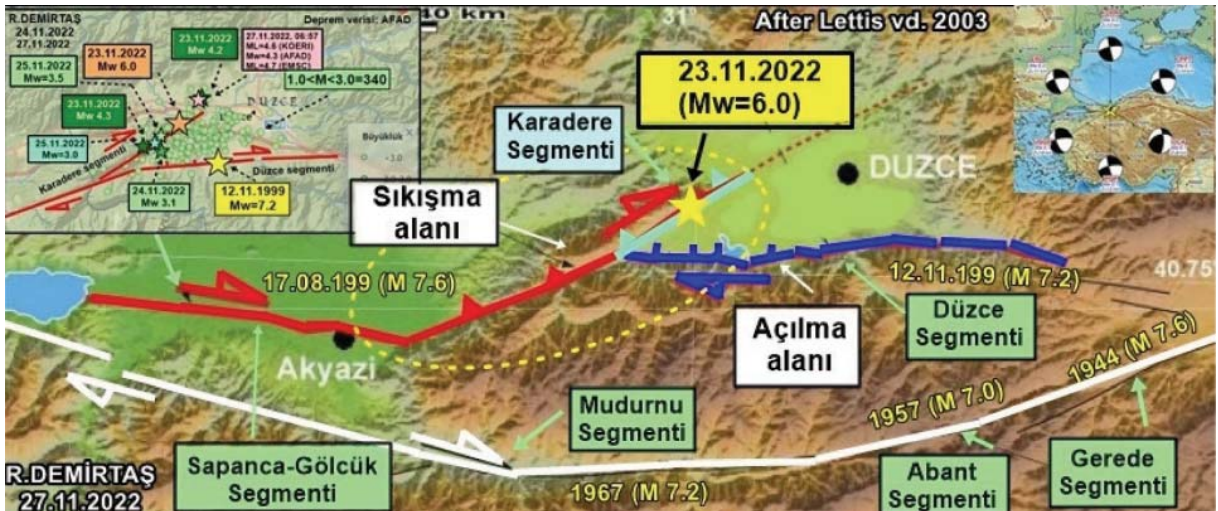 R.DEMİRTAŞ
24.11.2022
27.11.2022
Deprem verisi: AFAD
23.11.2022
Mw 4.2
27.11.2022, 06:57
ML=4.6 (KOERI)
Mw=4.3 (AFAD)
ML=4.7 (EMSC)
23.11.2022
Mw 6.0
25.11.2022
Mw=3.5
1.0<M<3.0=340
23.11.2022
Mw 4.3
DÜZCE
Büyüklük
25.11.2022
Mw=3.0
Karadere segmenti
Düzce segmenti
24.11.2022
Mw 3.1
12.11.1999
Mw=7.2
40 km
31°
After Lettis vd. 2003
23.11.2022
(Mw=6.0)
Karadere
Segmenti
DUZCE
Sıkışma
alanı
17.08.199 (M 7.6)
12.11.199 (M 7.2)
40.75°
Akyazi
Açılma
alanı
Düzce
Segmenti
Mudurnu
Segmenti
1944 (M 7.6)
1957 (M 7.0)
Sapanca-Gölcük
Segmenti
1967 (M 7.2)
Abant
Segmenti
Gerede
Segmenti
R.DEMİRTAŞ
27.11.2022